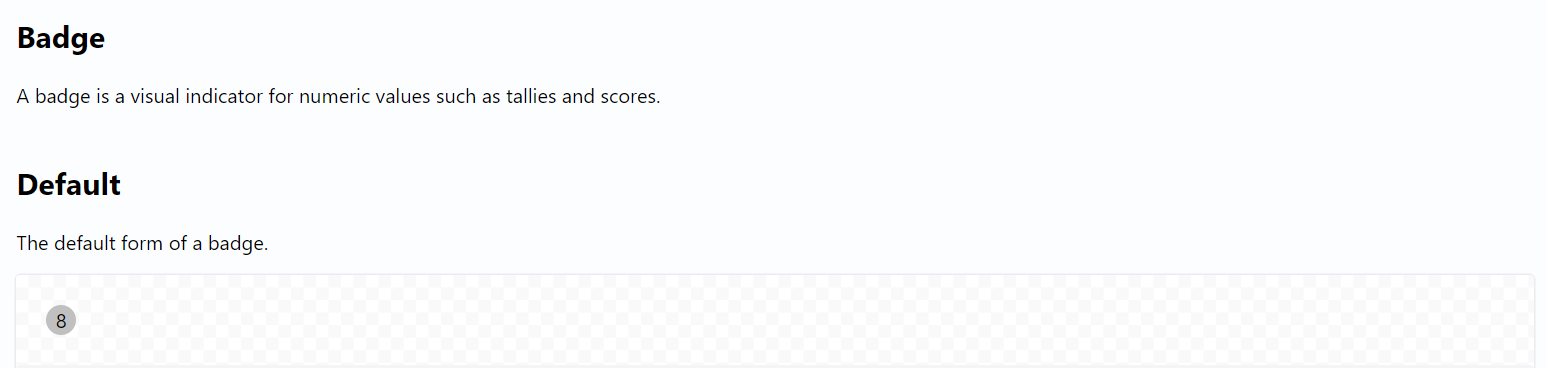 Badge
A badge is a visual indicator for numeric values such as tallies and scores.
Default
The default form of a badge.
8